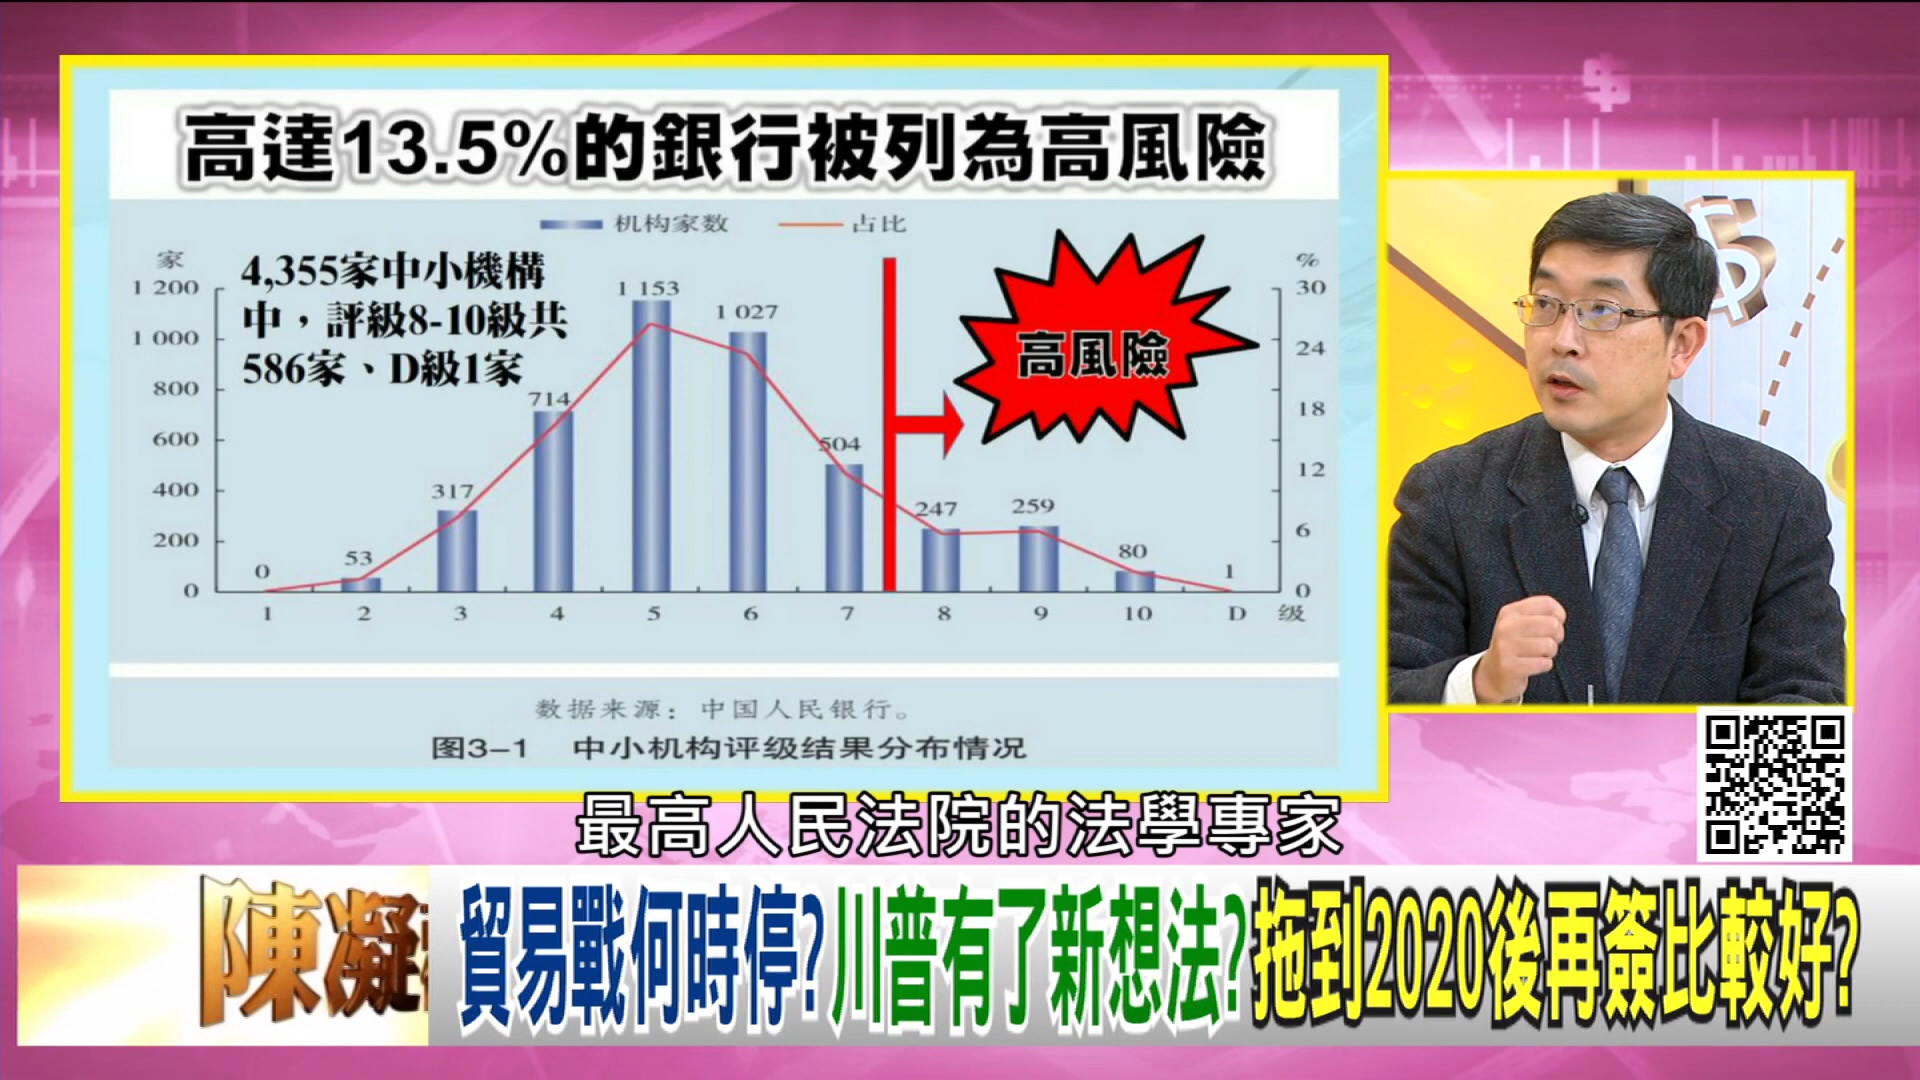 高達13.5%的銀行被列為高風險
机构家数 占比
家
%
4,355家中小機構
中，評級8-10級共
586家、D級1家
1 200
1 000
800
600
400
200
0
0
53
317
714
1 153
1 027
504
247
259
80
1
30
24
18
12
6
0
高風險
1 2 3 4 5 6 7 8 9 10 D 级
数据来源：中国人民银行。
图3-1 中小机构评级结果分布情况
最高人民法院的法學專家
陳凝
貿易戰何時停?川普有了新想法?拖到2020後再簽比較好?